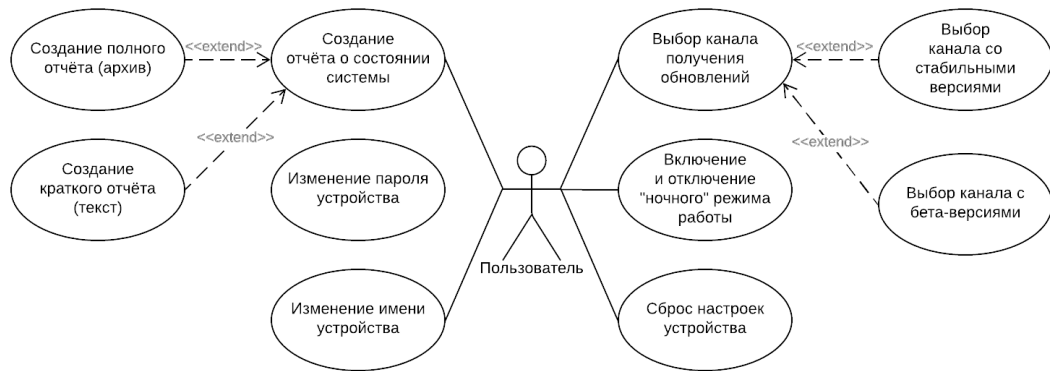 Создание полного
отчёта (архив)
<<extend>>
Создание
отчёта о состоянии
системы
Выбор канала
получения
обновлений
<<extend>>
Выбор
канала со
стабильными
версиями
<<extend>>
<<extend>>
Создание
краткого отчёта
(текст)
Изменение пароля
устройства
Включение
и отключение
"ночного" режима
работы
Выбор канала с
бета-версиями
Пользователь
Изменение имени
устройства
Сброс настроек
устройства